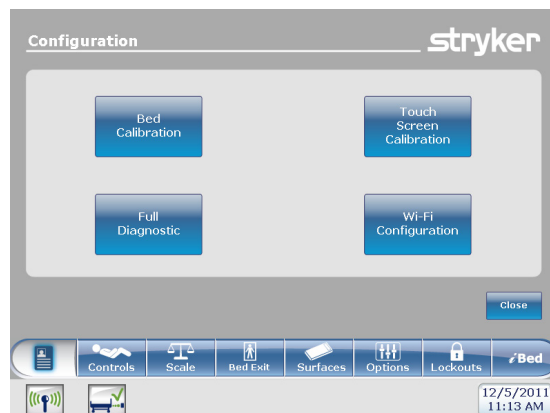 Configuration
stryker
Bed
Calibration
Touch
Screen
Calibration
Full
Diagnostic
Wi-Fi
Configuration
Close
Controls
Scale
Bed Exit
Surfaces
Options
Lockouts
iBed
12/5/2011
11:13 AM